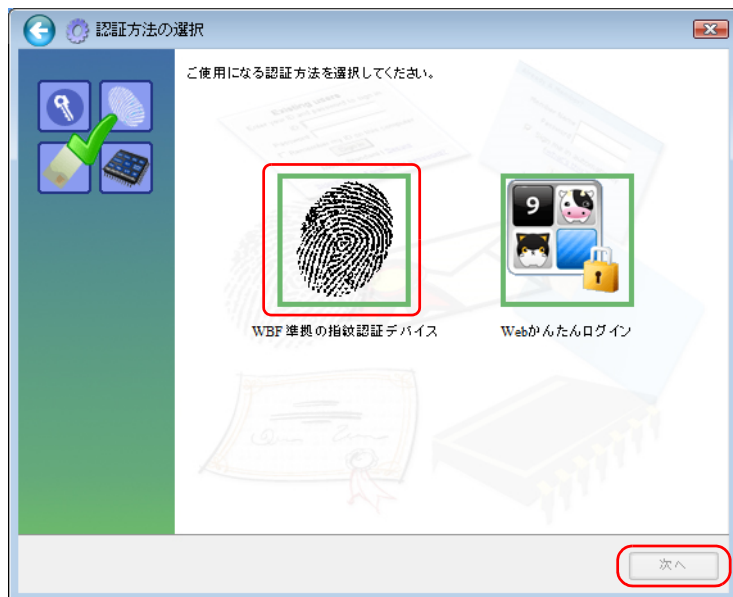 認証方法の選択
ご使用になる認証方法を選択してください。
Existing users
9
WBF 準拠の指紋認証デバイス
Webかんたんログイン
次へ